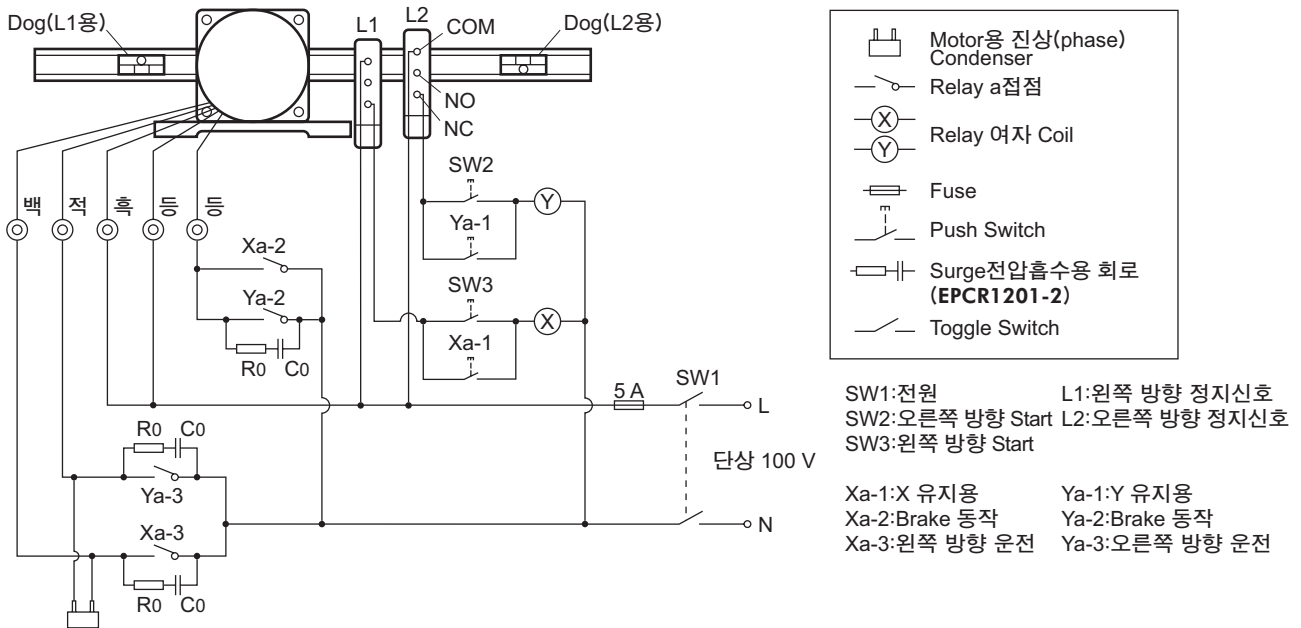 Dog(L1용)
L1
L2
COM
Dog(L2용)
NO
NC
SW2
Y
Ya-1
SW3
X
Xa-1
백
적
흑
등
등
Xa-2
Ya-2
R0
C0
5 A
SW1
L
단상 100 V
N
R0
C0
Ya-3
Xa-3
R0
C0
Motor용 진상(phase)
Condenser
Relay a접점
X
Y
Relay 여자 Coil
Fuse
Push Switch
Surge전압흡수용 회로
(EPCR1201-2)
Toggle Switch
SW1:전원
L1:왼쪽 방향 정지신호
SW2:오른쪽 방향 Start
L2:오른쪽 방향 정지신호
SW3:왼쪽 방향 Start
Xa-1:X 유지용
Ya-1:Y 유지용
Xa-2:Brake 동작
Ya-2:Brake 동작
Xa-3:왼쪽 방향 운전
Ya-3:오른쪽 방향 운전